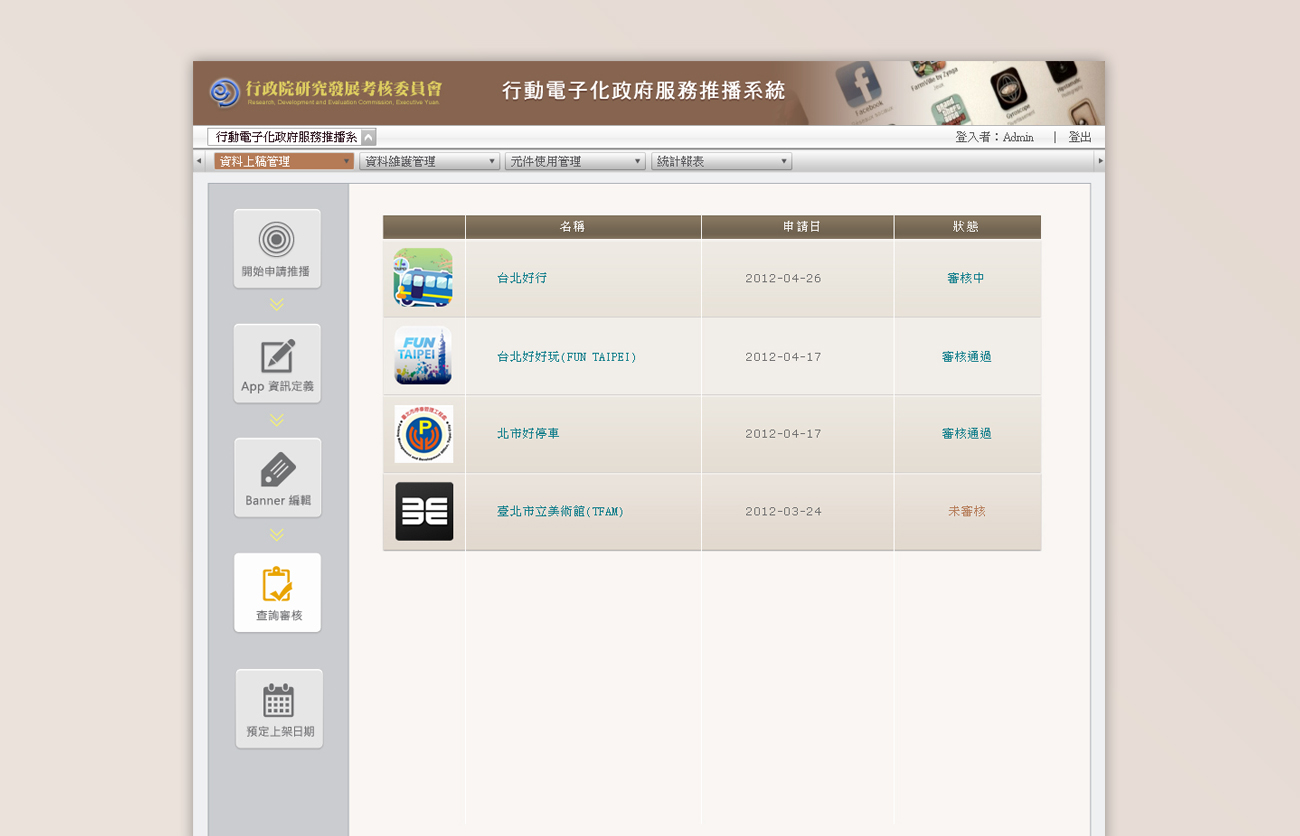 行政院研究發展考核委員會
Research, Development and Evaluation Commission, Executive Yuan.
行動電子化政府服務推播系統
Facebook
FarmVille by Zynga
Gyroscope
行動電子化政府服務推播系
登入者：Admin | 登出
資料上稿管理 資料維護管理 元件使用管理 統計報表
開始申請推播
App 資訊定義
Banner 編輯
查詢審核
預定上架日期
名稱 申請日 狀態
TAIPEI
台北好行 2012-04-26 審核中
FUN
TAIPEI
台北好好玩(FUN TAIPEI) 2012-04-17 審核通過
P
北市好停車 2012-04-17 審核通過
臺北市立美術館(TFAM) 2012-03-24 未審核